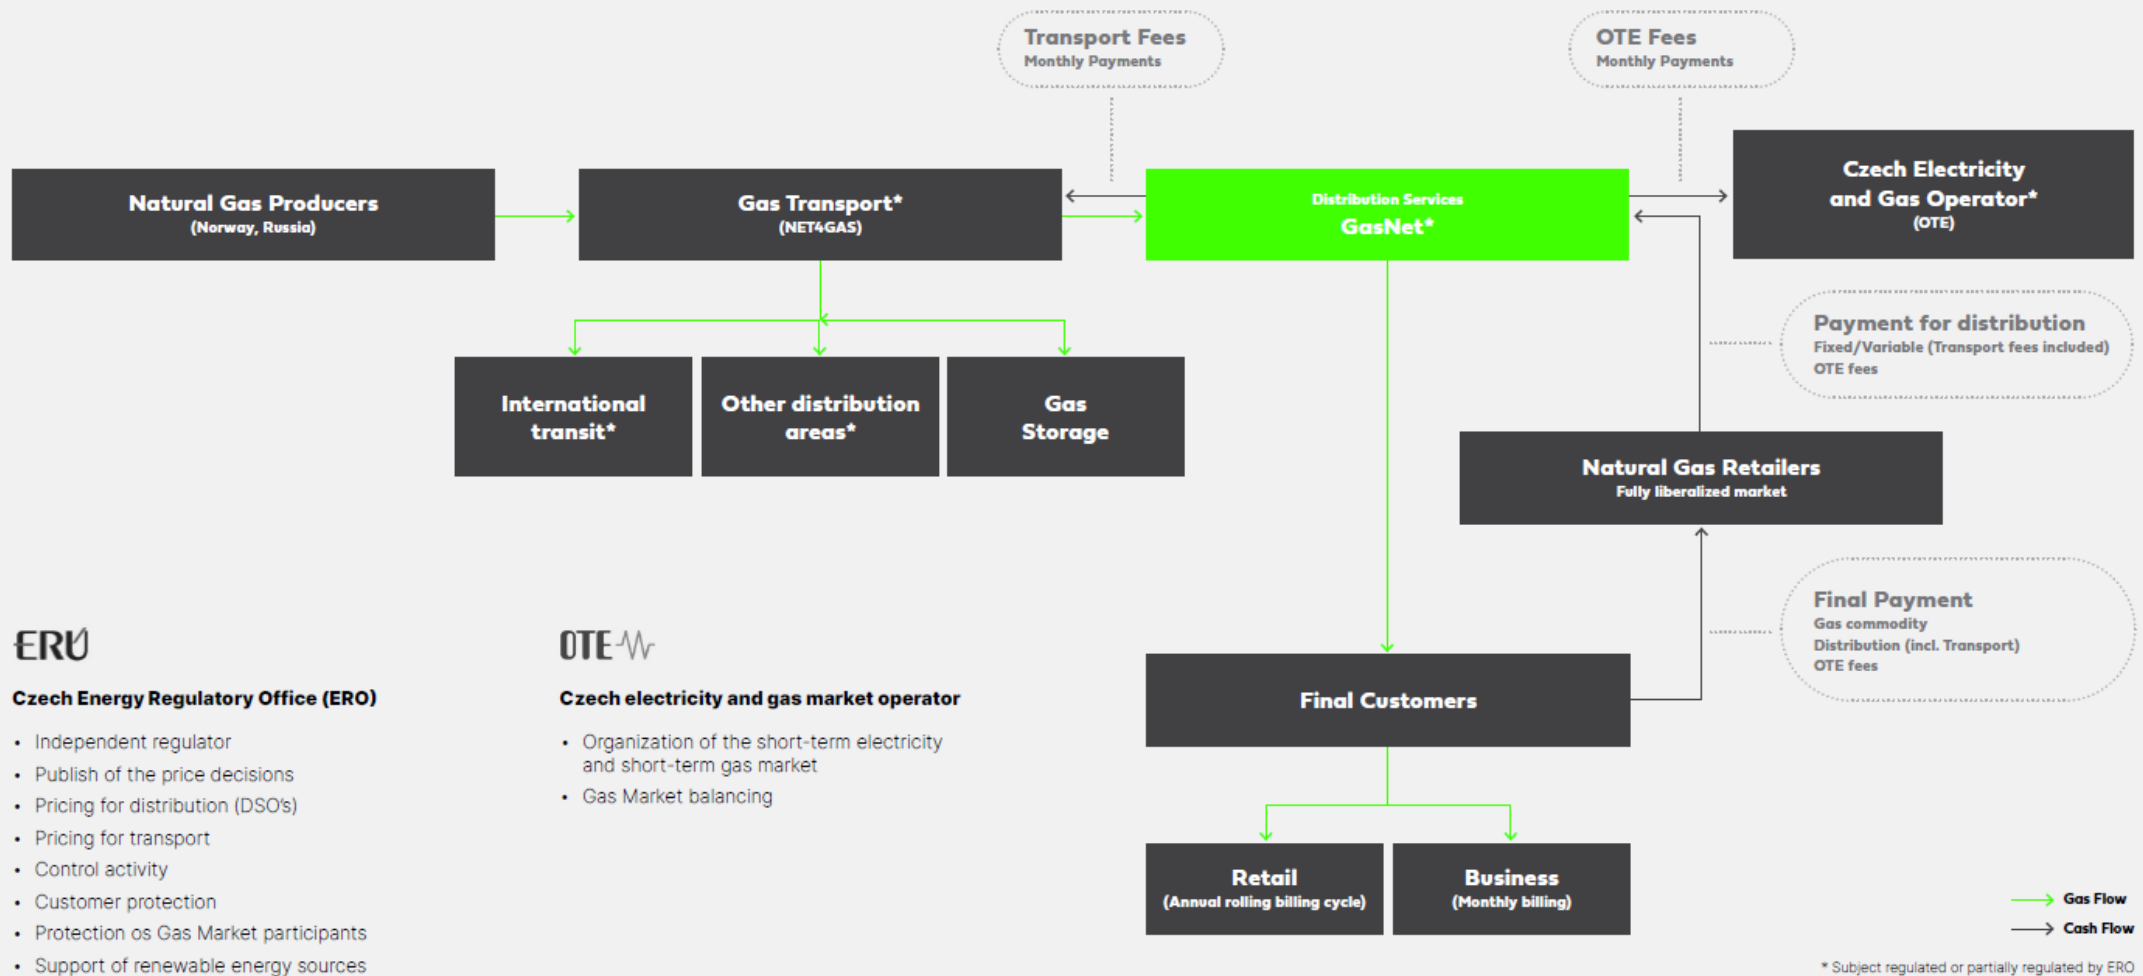 Transport Fees
Monthly Payments
OTE Fees
Monthly Payments
Natural Gas Producers
(Norway, Russia)
Gas Transport*
(NET4GAS)
Distribution Services
GasNet*
Czech Electricity
and Gas Operator*
(OTE)
Payment for distribution
Fixed/Variable (Transport fees included)
OTE fees
International
transit*
Other distribution
areas*
Gas
Storage
Natural Gas Retailers
Fully liberalized market
Final Payment
Gas commodity
Distribution (incl. Transport)
OTE fees
Final Customers
Retail
(Annual rolling billing cycle)
Business
(Monthly billing)
ERÚ
Czech Energy Regulatory Office (ERO)
• Independent regulator
• Publish of the price decisions
• Pricing for distribution (DSO's)
• Pricing for transport
• Control activity
• Customer protection
• Protection os Gas Market participants
• Support of renewable energy sources
OTE
Czech electricity and gas market operator
• Organization of the short-term electricity
and short-term gas market
• Gas Market balancing
Gas Flow
Cash Flow
* Subject regulated or partially regulated by ERO